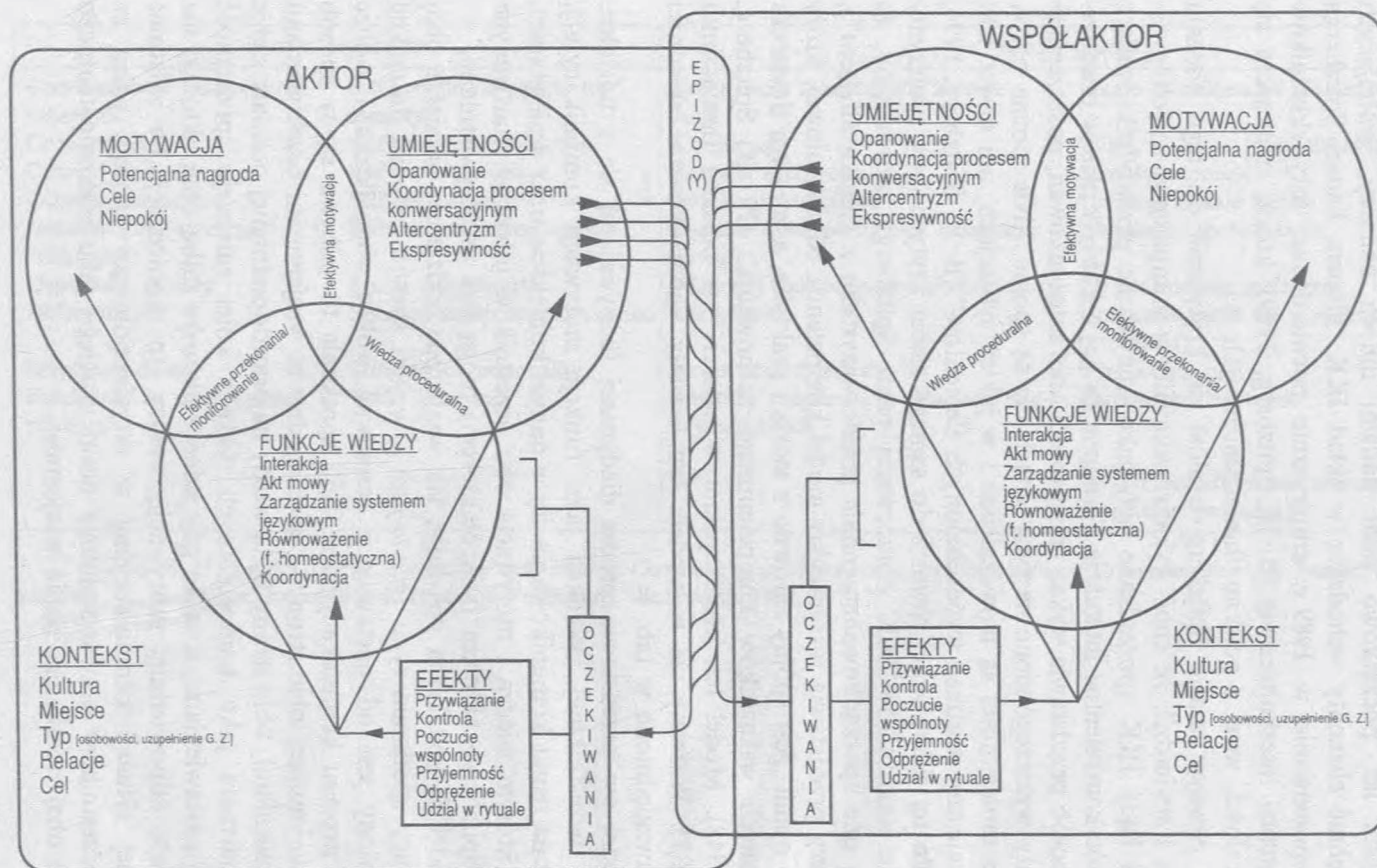 AKTOR
MOTYWACJA
Potencjalna nagroda
Cele
Niepokój
UMIEJĘTNOŚCI
Opanowanie
Koordynacja procesem
konwersacyjnym
Altercentryzm
Ekspresywność
Efektywna motywacja
Efektywne przekonania/
monitorowanie
Wiedza proceduralna
FUNKCJE WIEDZY
Interakcja
Akt mowy
Zarządzanie systemem
językowym
Równoważenie
(f. homeostatyczna)
Koordynacja
KONTEKST
Kultura
Miejsce
Typ [osobowości, uzupełnienie G. Z.]
Relacje
Cel
EFEKTY
Przywiązanie
Kontrola
Poczucie
wspólnoty
Przyjemność
Odprężenie
Udział w rytuale
OCZEKIWANIA
EPIZOD
(Y)
WSPÓŁAKTOR
UMIEJĘTNOŚCI
Opanowanie
Koordynacja procesem
konwersacyjnym
Altercentryzm
Ekspresywność
MOTYWACJA
Potencjalna nagroda
Cele
Niepokój
Efektywna motywacja
Wiedza proceduralna
Efektywne przekonania/
monitorowanie
FUNKCJE WIEDZY
Interakcja
Akt mowy
Zarządzanie systemem
językowym
Równoważenie
(f. homeostatyczna)
Koordynacja
OCZEKIWANIA
EFEKTY
Przywiązanie
Kontrola
Poczucie
wspólnoty
Przyjemność
Odprężenie
Udział w rytuale
KONTEKST
Kultura
Miejsce
Typ [osobowości, uzupełnienie G. Z.]
Relacje
Cel